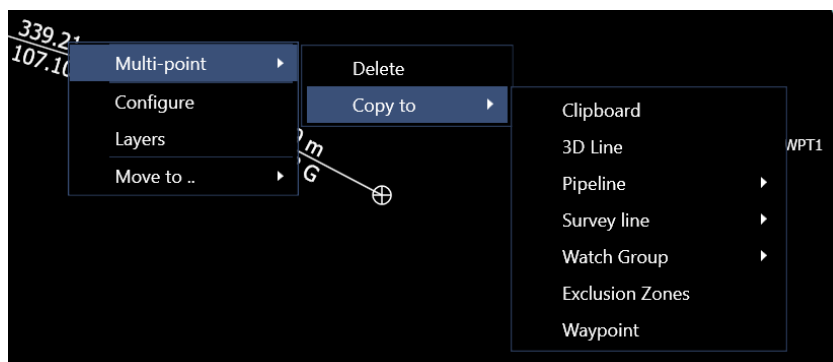 339.21
107.10
Multi-point
Configure
Layers
Move to ..
Delete
Copy to
m
G
Clipboard
3D Line
Pipeline
Survey line
Watch Group
Exclusion Zones
Waypoint
WPT1